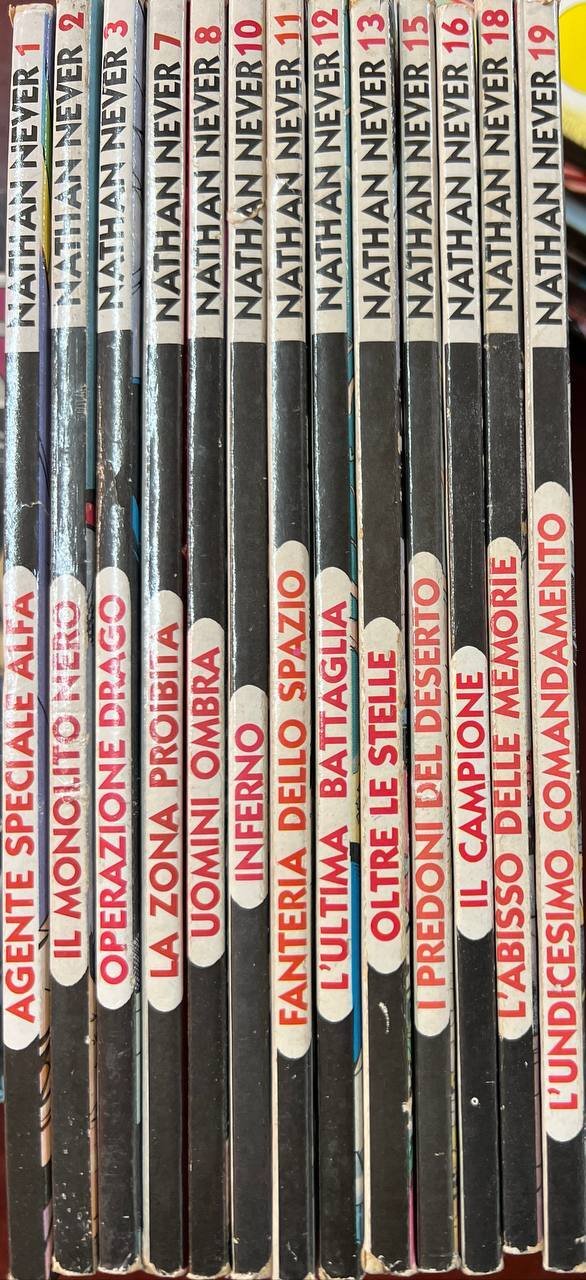 NATHAN NEVER 1
AGENTE SPECIALE ALFA
NATHAN NEVER 2
IL MONOLITO NERO
NATHAN NEVER 3
OPERAZIONE DRAGO
NATHAN NEVER 7
LA ZONA PROIBITA
NATHAN NEVER 8
UOMINI OMBRA
NATHAN NEVER 10
INFERNO
NATHAN NEVER 11
FANTERIA DELLO SPAZIO
NATHAN NEVER 12
L'ULTIMA BATTAGLIA
NATHAN NEVER 13
OLTRE LE STELLE
NATHAN NEVER 15
I PREDONI DEL DESERTO
NATHAN NEVER 16
IL CAMPIONE
NATHAN NEVER 18
L'ABISSO DELLE MEMORIE
NATHAN NEVER 19
L'UNDICESIMO COMANDAMENTO